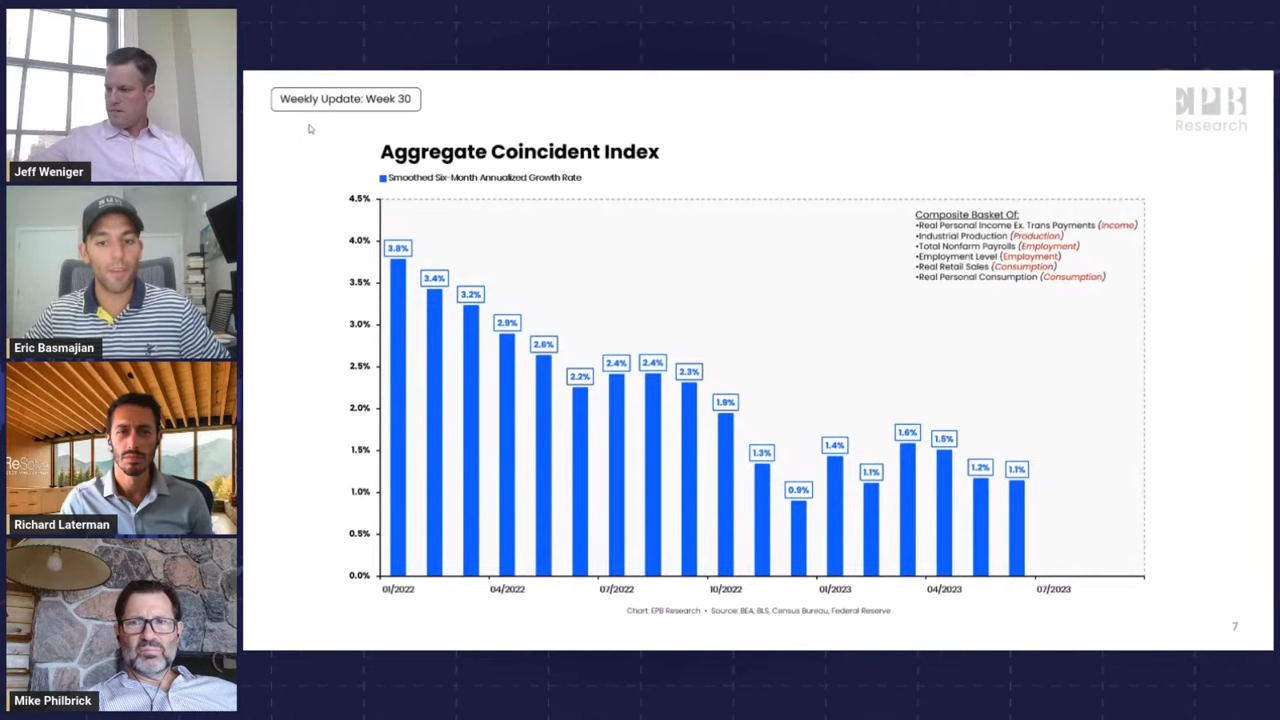 Jeff Weniger
Eric Basmajian
ReSolve
Richard Laterman
Mike Philbrick
Weekly Update: Week 30
EPB
Research
Aggregate Coincident Index
Smoothed Six-Month Annualized Growth Rate
4.5%
4.0%
3.5%
3.0%
2.5%
2.0%
1.5%
1.0%
0.5%
0.0%
Composite Basket Of:
•Real Personal Income Ex. Trans Payments (Income)
•Industrial Production (Production)
•Total Nonfarm Payrolls (Employment)
•Employment Level (Employment)
•Real Retail Sales (Consumption)
•Real Personal Consumption (Consumption)
3.8%
3.4%
3.2%
2.9%
2.6%
2.2%
2.4%
2.4%
2.3%
1.9%
1.3%
0.9%
1.4%
1.1%
1.6%
1.5%
1.2%
1.1%
01/2022
04/2022
07/2022
10/2022
01/2023
04/2023
07/2023
Chart: EPB Research • Source: BEA, BLS, Census Bureau, Federal Reserve
7